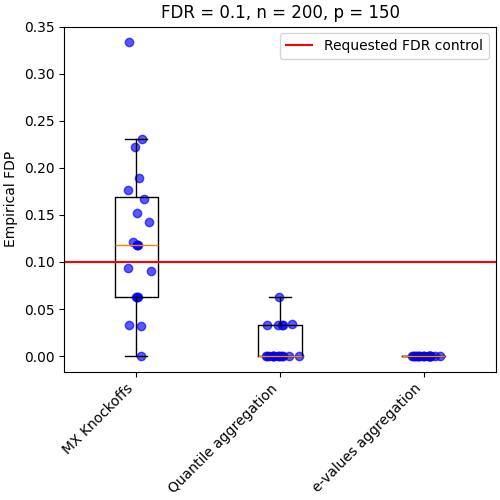 FDR = 0.1, n = 200, p = 150
Requested FDR control
Empirical FDP
0.35
0.30
0.25
0.20
0.15
0.10
0.05
0.00
MX Knockoffs
Quantile aggregation
e-values aggregation